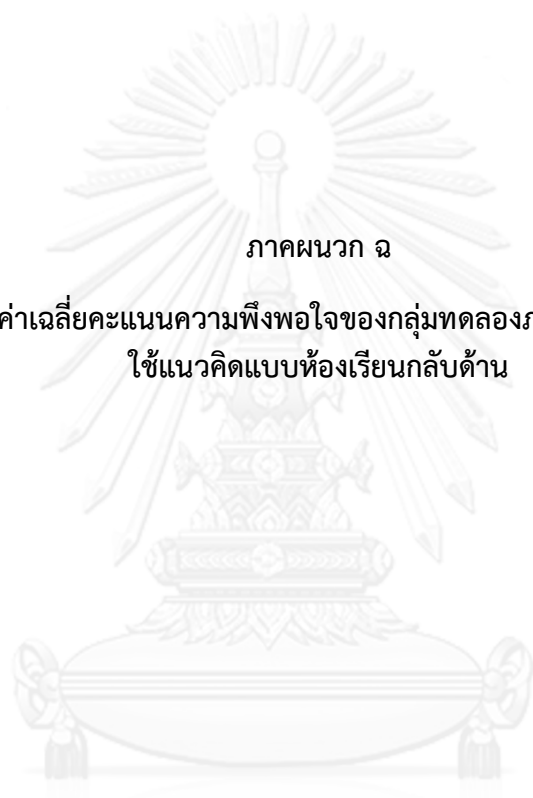 ภาคผนวก ฉ
ค่าเฉลี่ยคะแนนความพึงพอใจของกลุ่มทดลองภ
ใช้แนวคิดแบบห้องเรียนกลับด้าน